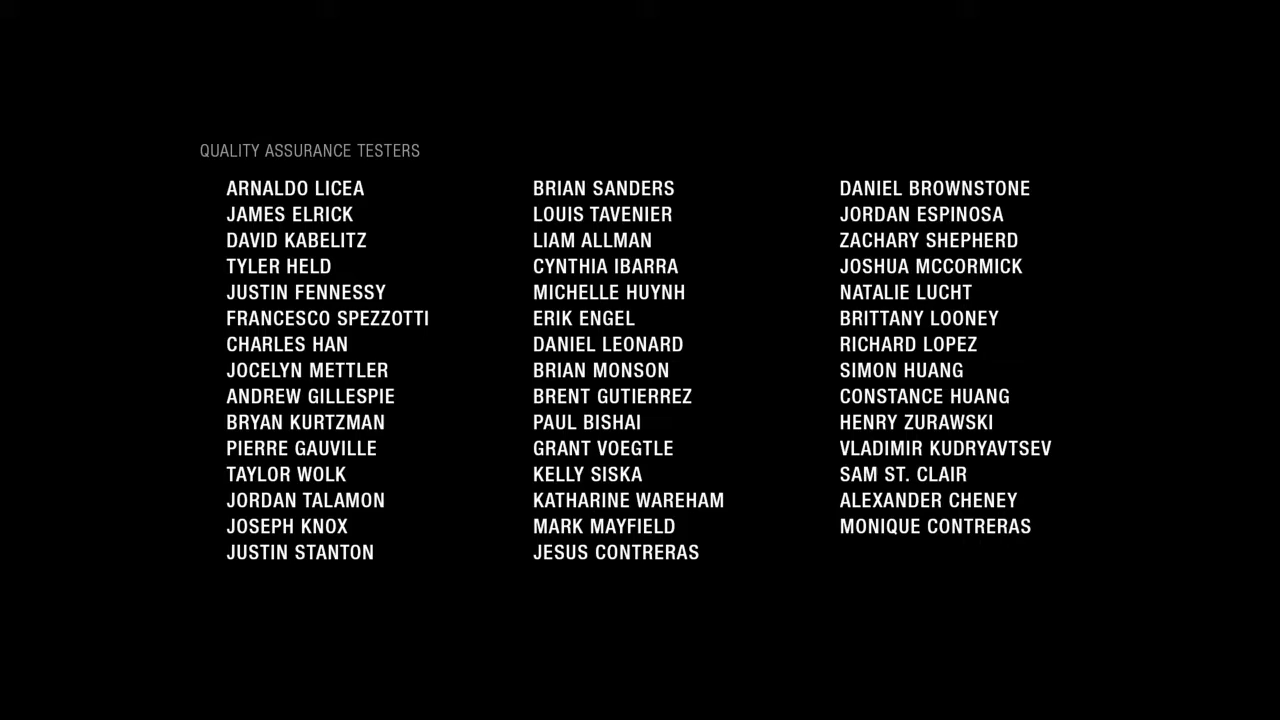 QUALITY ASSURANCE TESTERS
ARNALDO LICEA
JAMES ELRICK
DAVID KABELITZ
TYLER HELD
JUSTIN FENNESSY
FRANCESCO SPEZZOTTI
CHARLES HAN
JOCELYN METTLER
ANDREW GILLESPIE
BRYAN KURTZMAN
PIERRE GAUVILLE
TAYLOR WOLK
JORDAN TALAMON
JOSEPH KNOX
JUSTIN STANTON
BRIAN SANDERS
LOUIS TAVENIER
LIAM ALLMAN
CYNTHIA IBARRA
MICHELLE HUYNH
ERIK ENGEL
DANIEL LEONARD
BRIAN MONSON
BRENT GUTIERREZ
PAUL BISHAI
GRANT VOEGTLE
KELLY SISKA
KATHARINE WAREHAM
MARK MAYFIELD
JESUS CONTRERAS
DANIEL BROWNSTONE
JORDAN ESPINOSA
ZACHARY SHEPHERD
JOSHUA MCCORMICK
NATALIE LUCHT
BRITTANY LOONEY
RICHARD LOPEZ
SIMON HUANG
CONSTANCE HUANG
HENRY ZURAWSKI
VLADIMIR KUDRYAVTSEV
SAM ST. CLAIR
ALEXANDER CHENEY
MONIQUE CONTRERAS